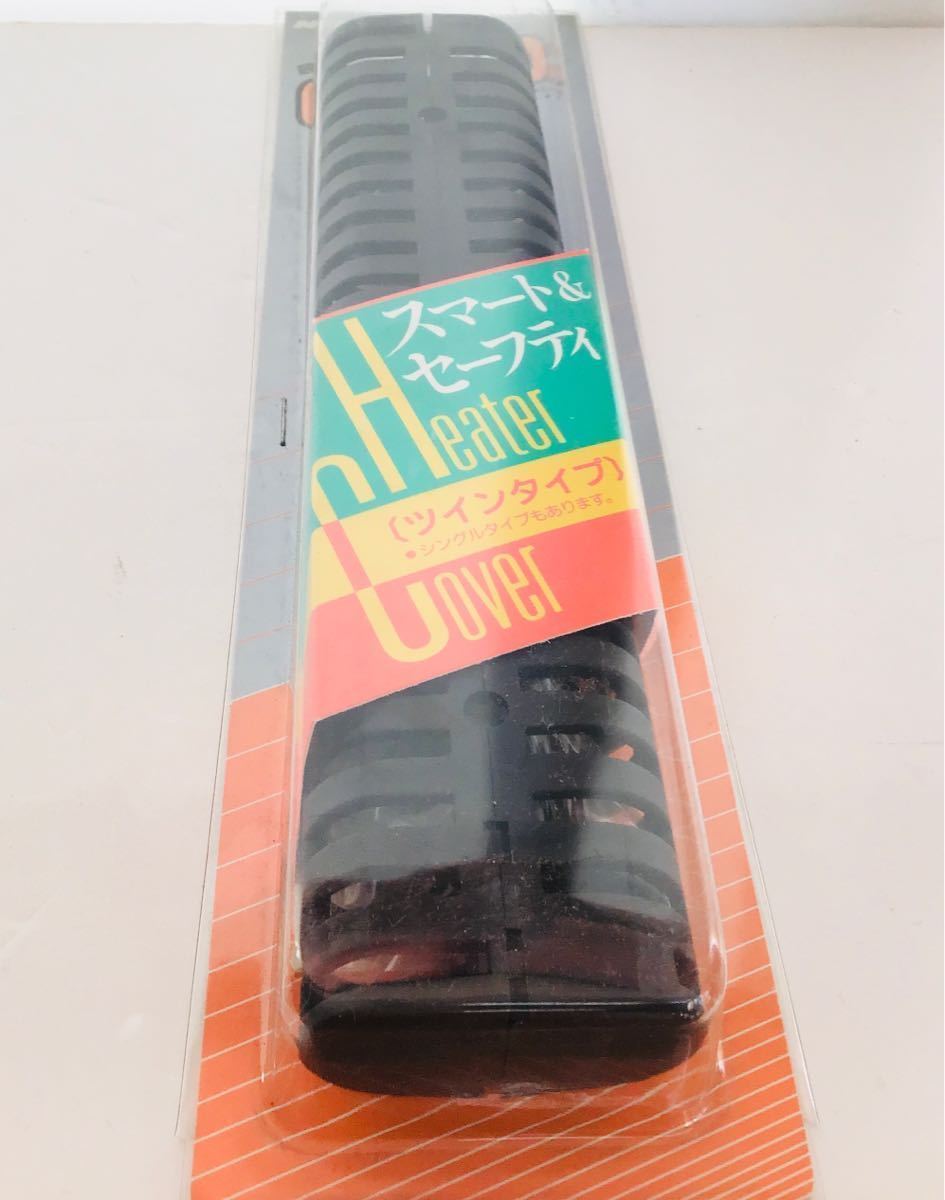 スマート&
セーフティ
Heater
(ツインタイプ)
●シングルタイプもあります。
Cover